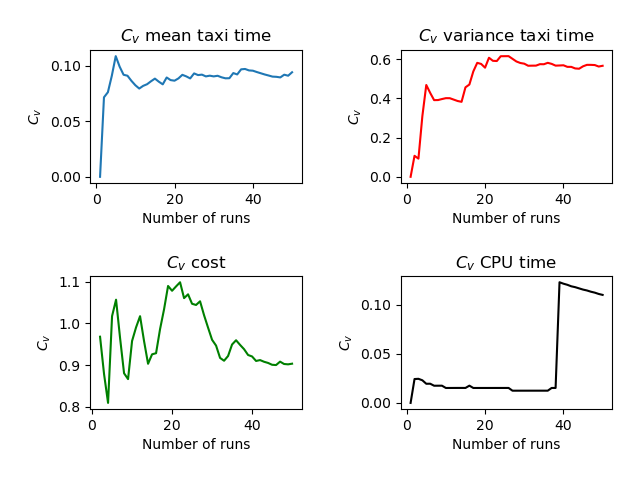 C_v mean taxi time
C_v
0.10
0.05
0.00
0
20
40
Number of runs
C_v variance taxi time
C_v
0.6
0.4
0.2
0.0
0
20
40
Number of runs
C_v cost
C_v
1.1
1.0
0.9
0.8
0
20
40
Number of runs
C_v CPU time
C_v
0.10
0.05
0.00
0
20
40
Number of runs